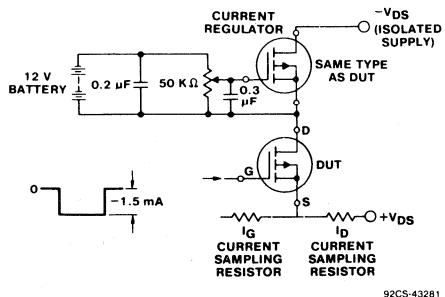 CURRENT
REGULATOR
−VDS
(ISOLATED
SUPPLY)
SAME TYPE
AS DUT
12 V
BATTERY
0.2 µF
50 KΩ
0.3
µF
D
DUT
G
S
0
−1.5 mA
+VDS
IG
CURRENT
SAMPLING
RESISTOR
ID
CURRENT
SAMPLING
RESISTOR
92CS-43281